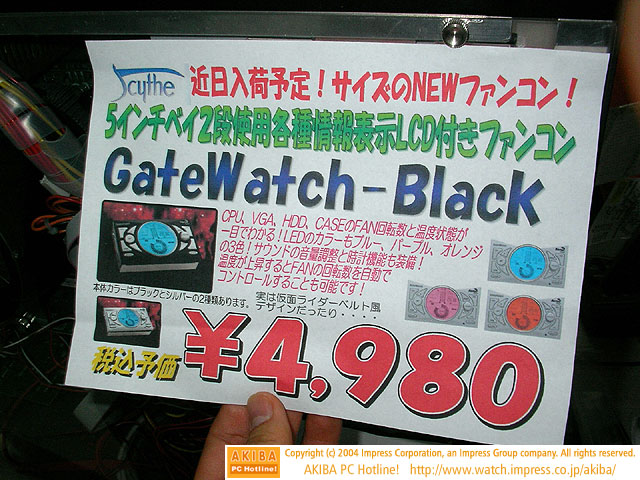 Scythe
近日入荷予定！サイズのNEWファンコン！
5インチベイ2段使用各種情報表示LCD付きファンコン
GateWatch-Black
CPU、VGA、HDD、CASEのFAN回転数と温度状態が
一目でわかる！LEDのカラーもブルー、パープル、オレンジ
の3色！サウンドの音量調整と時計機能も装備！
温度が上昇するとFANの回転数を自動で
コントロールすることも可能です！
本体カラーはブラックとシルバーの2種類あります。
実は仮面ライダーベルト風
デザインだったり・・・・
税込予価 ¥4,980
AKIBA
PC Hotline!
Copyright (c) 2004 Impress Corporation, an Impress Group company. All rights reserved.
AKIBA PC Hotline! http://www.watch.impress.co.jp/akiba/